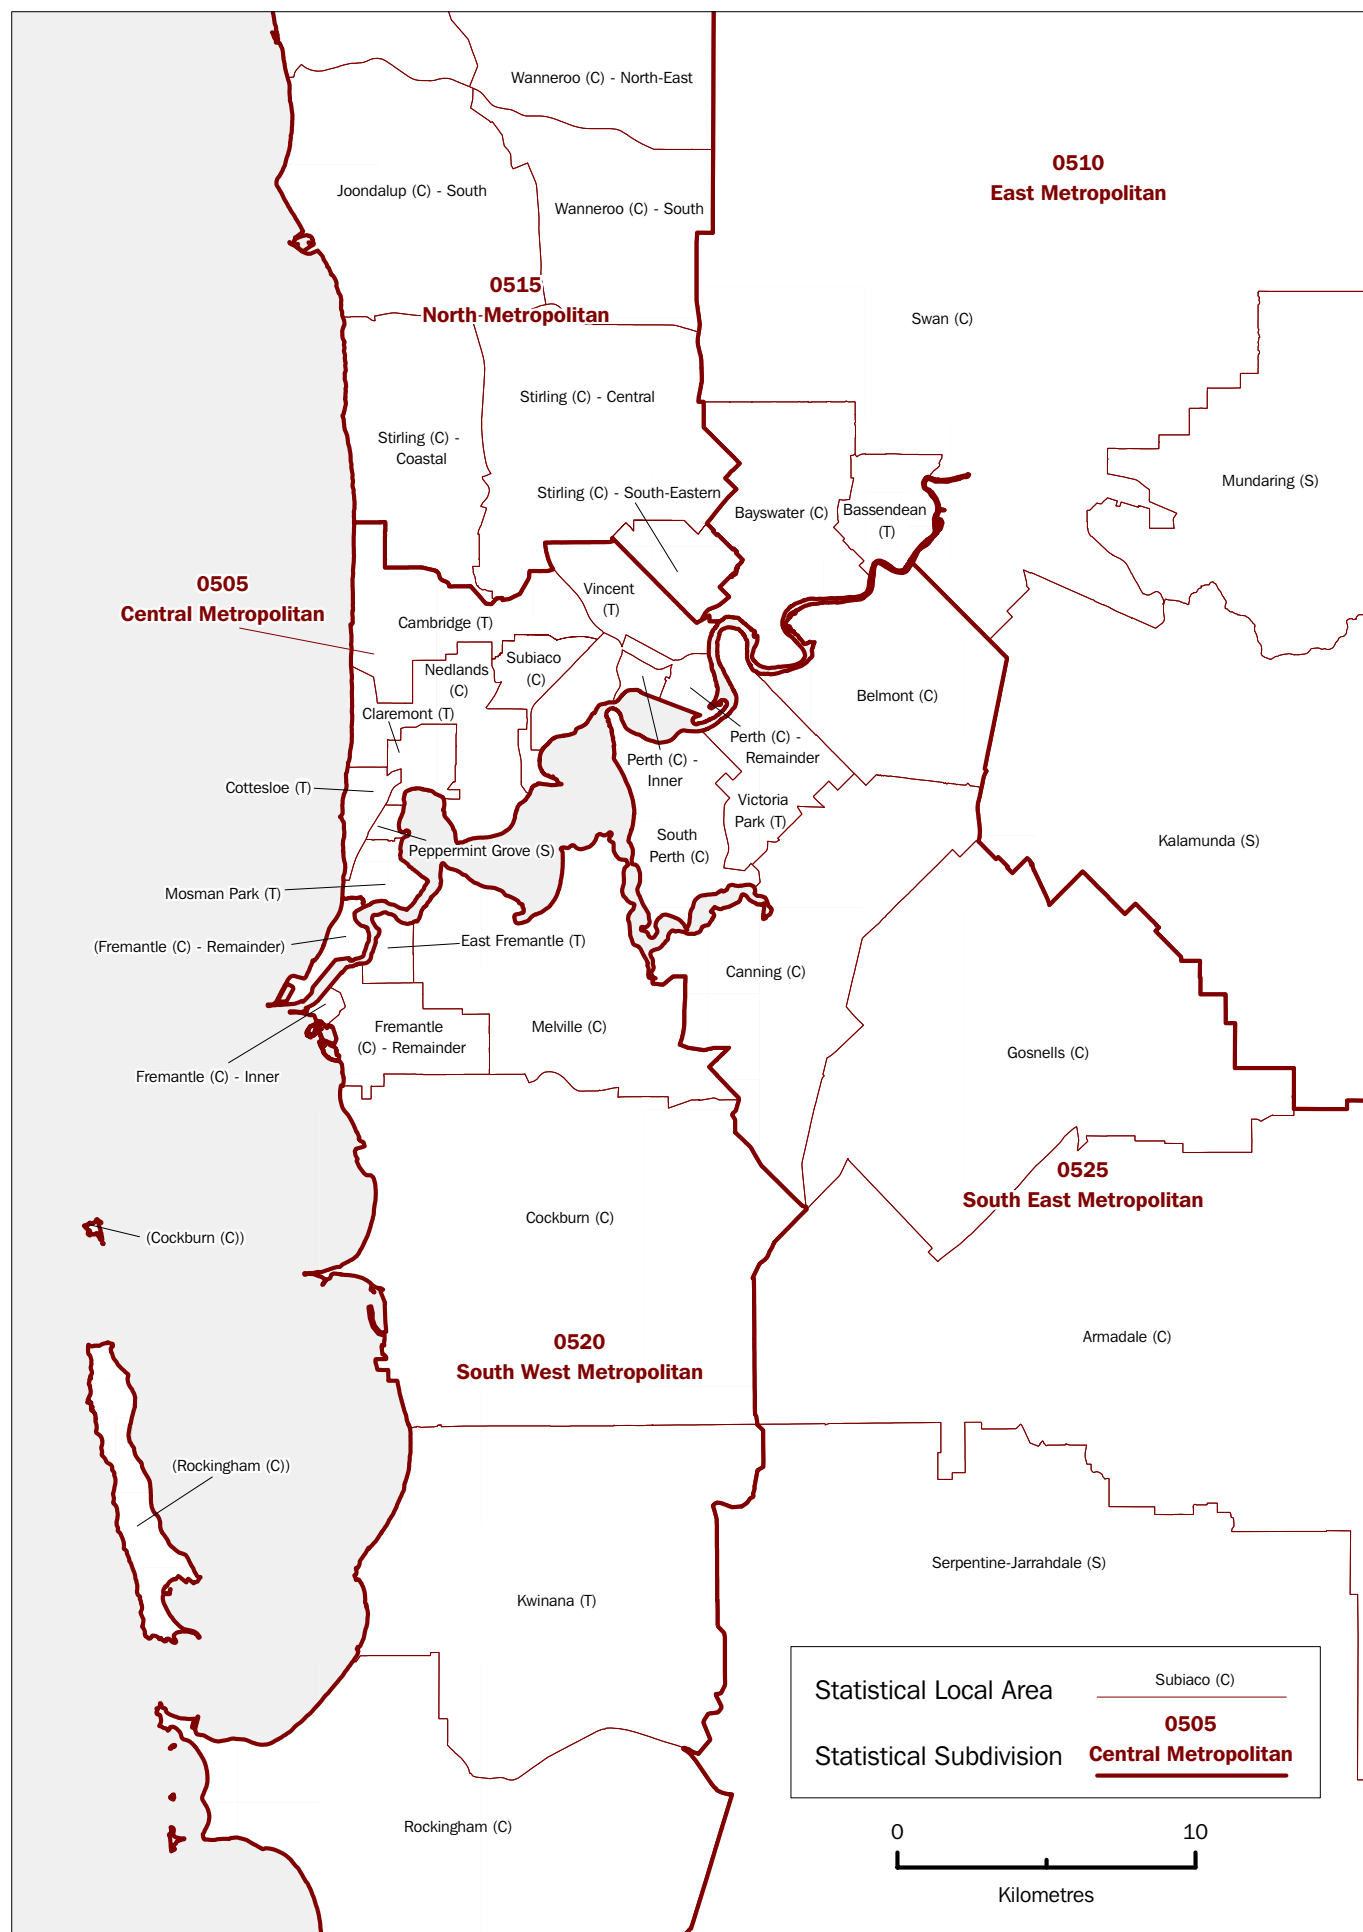 Wanneroo (C) - North-East
0510
East Metropolitan
Joondalup (C) - South
Wanneroo (C) - South
0515
North Metropolitan
Swan (C)
Stirling (C) - Central
Stirling (C) -
Coastal
Mundaring (S)
Stirling (C) - South-Eastern
Bayswater (C)
Bassendean
(T)
0505
Central Metropolitan
Vincent
(T)
Cambridge (T)
Subiaco
(C)
Nedlands
(C)
Belmont (C)
Claremont (T)
Perth (C) -
Remainder
Perth (C) -
Inner
Cottesloe (T)
Victoria
Park (T)
South
Perth (C)
Kalamunda (S)
Peppermint Grove (S)
Mosman Park (T)
(Fremantle (C) - Remainder)
East Fremantle (T)
Canning (C)
Fremantle
(C) - Remainder
Melville (C)
Gosnells (C)
Fremantle (C) - Inner
0525
South East Metropolitan
Cockburn (C)
(Cockburn (C))
0520
South West Metropolitan
Armadale (C)
(Rockingham (C))
Serpentine-Jarrahdale (S)
Kwinana (T)
Statistical Local Area
Subiaco (C)
0505
Statistical Subdivision
Central Metropolitan
Rockingham (C)
0 10
Kilometres